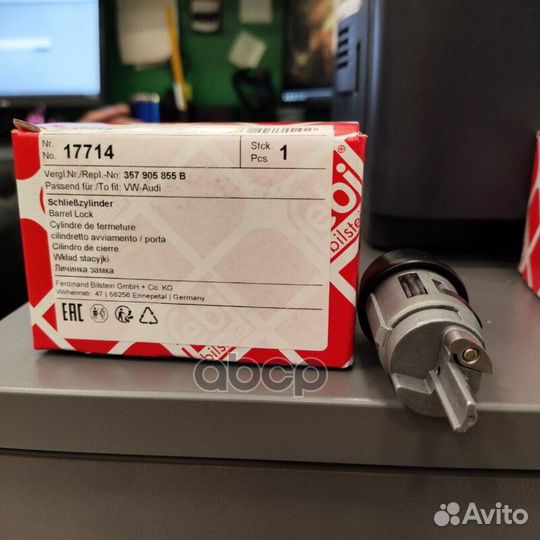 Nr.
No. 17714
Stck.
Pcs 1
Vergl.Nr./Repl.-No: 357 905 855 B
Passend für:/To fit: VW-Audi
Schließzylinder
Barrel Lock
Cylindre de fermeture
cilindretto avviamento / porta
Cilindro de cierre
Wkład stacyjki
Личинка замка
Ferdinand Bilstein GmbH + Co. KG
Wilhelmstr. 47 | 58256 Ennepetal | Germany
EAC
febi
bilstein
bilstein
abcp
Avito